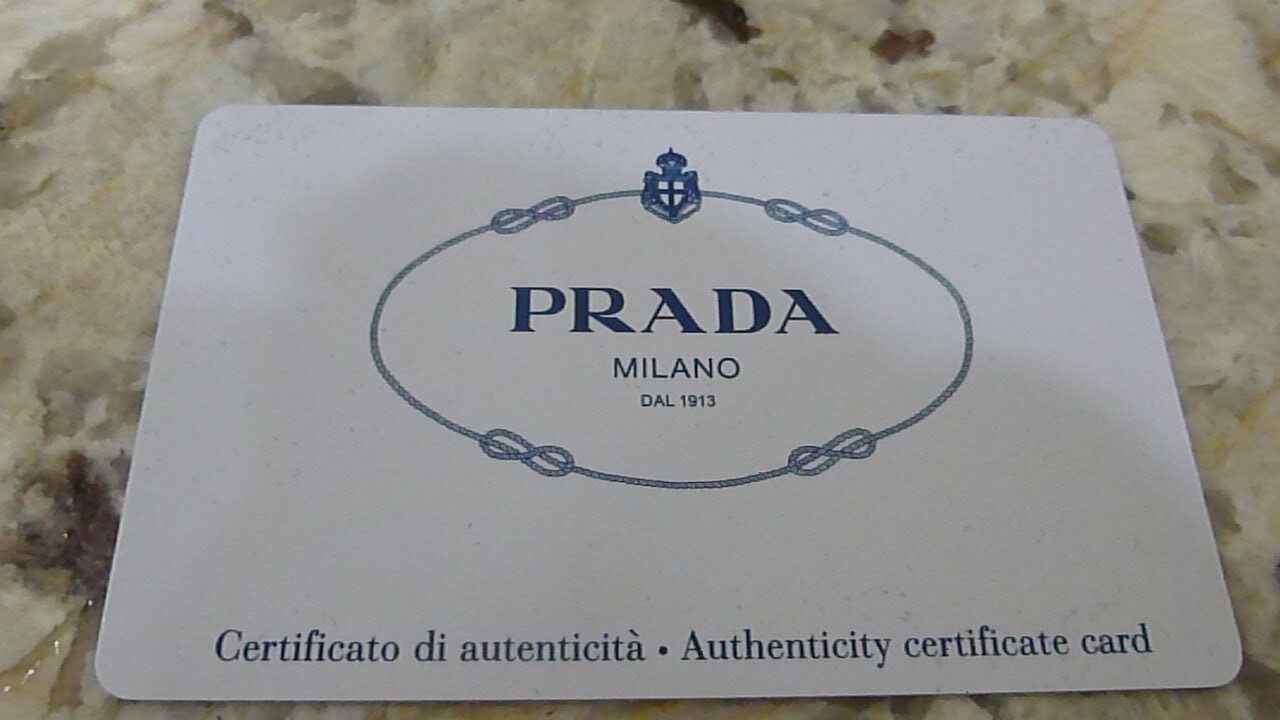 PRADA
MILANO
DAL 1913
Certificato di autenticità • Authenticity certificate card